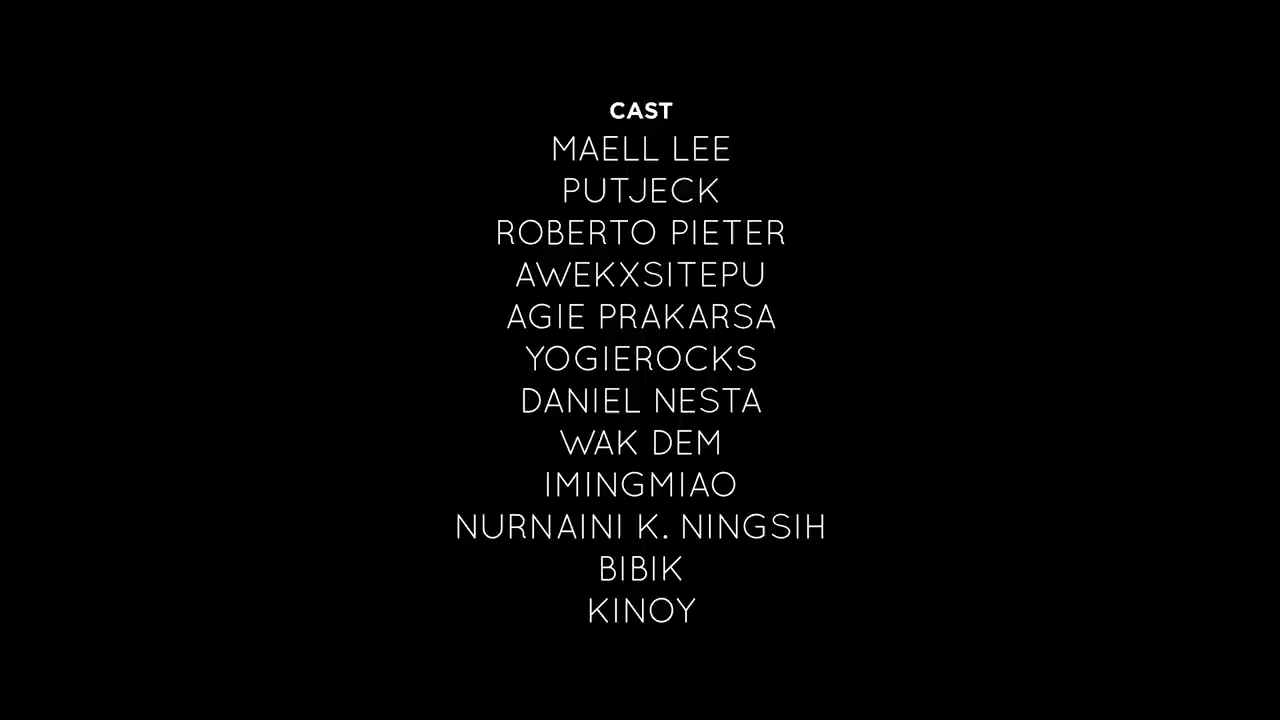 CAST
MAELL LEE
PUTJECK
ROBERTO PIETER
AWEKXSITEPU
AGIE PRAKARSA
YOGIEROCKS
DANIEL NESTA
WAK DEM
IMINGMIAO
NURNAINI K. NINGSIH
BIBIK
KINOY